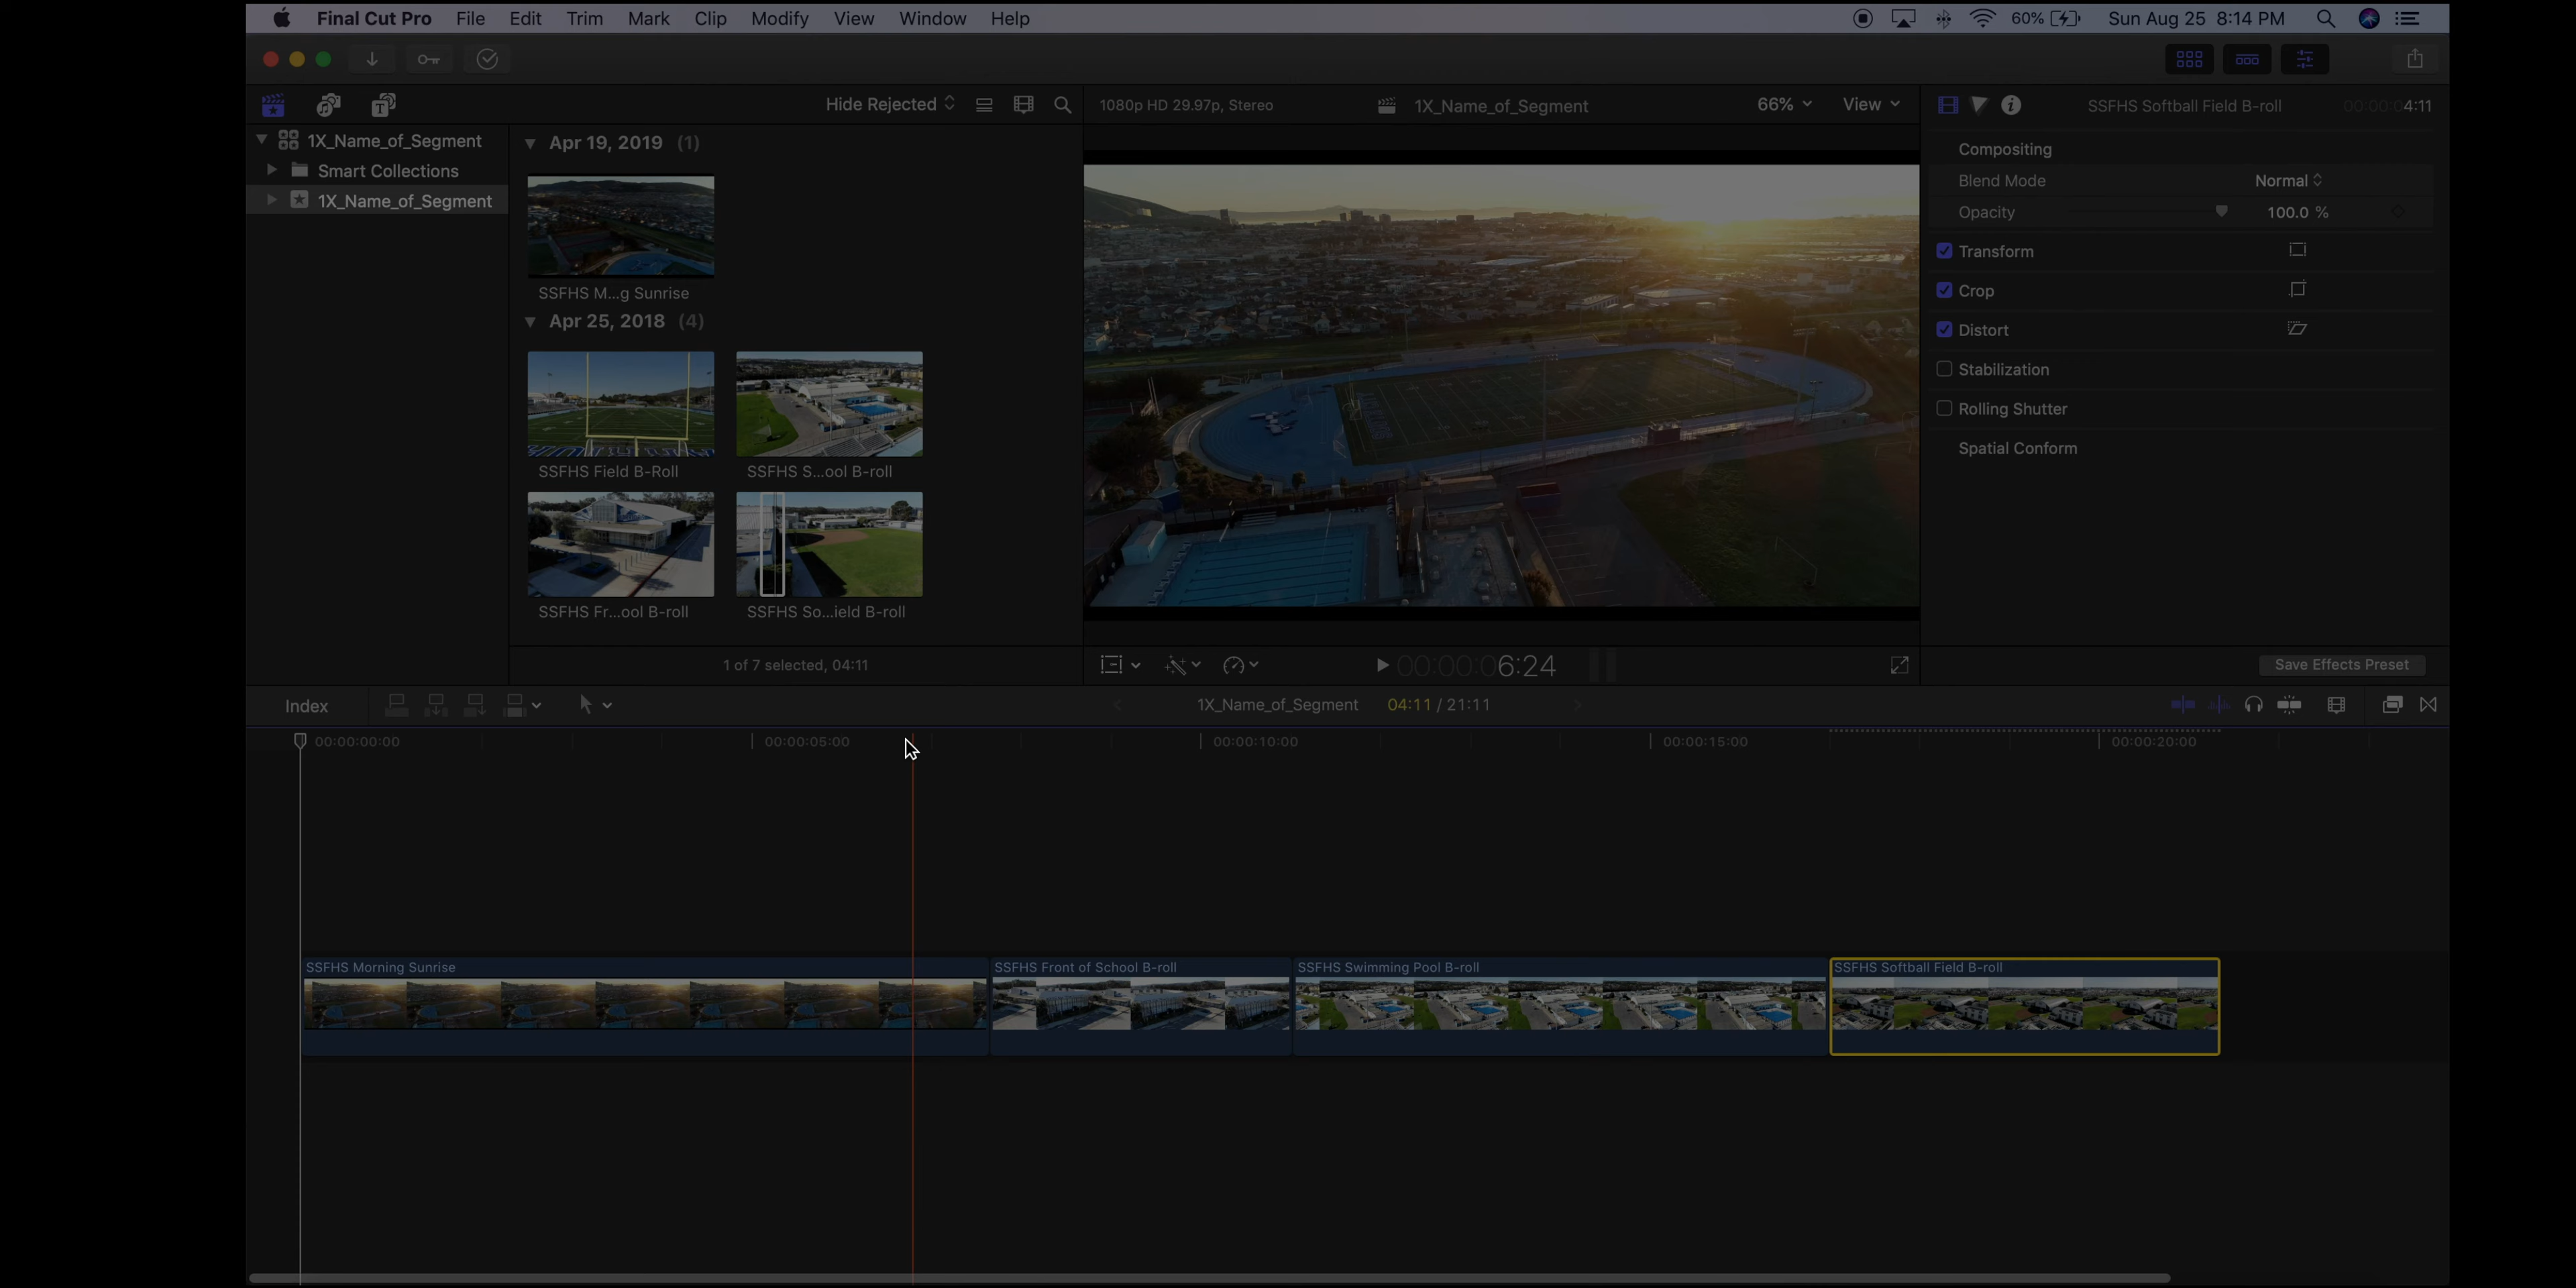 Final Cut Pro File Edit Trim Mark Clip Modify View Window Help 60% Sun Aug 25 8:14 PM
Hide Rejected
1080p HD 29.97p, Stereo 1X_Name_of_Segment 66% View
SSFHS Softball Field B-roll 00:00:04:11
1X_Name_of_Segment
Smart Collections
1X_Name_of_Segment
Apr 19, 2019 (1)
SSFHS M...g Sunrise
Apr 25, 2018 (4)
SSFHS Field B-Roll SSFHS S...ool B-roll
SSFHS Fr...ool B-roll SSFHS So...ield B-roll
1 of 7 selected, 04:11
00:00:06:24
Compositing
Blend Mode Normal
Opacity 100.0 %
Transform
Crop
Distort
Stabilization
Rolling Shutter
Spatial Conform
Save Effects Preset
Index 1X_Name_of_Segment 04:11 / 21:11
00:00:00:00 00:00:05:00 00:00:10:00 00:00:15:00 00:00:20:00
SSFHS Morning Sunrise SSFHS Front of School B-roll SSFHS Swimming Pool B-roll SSFHS Softball Field B-roll